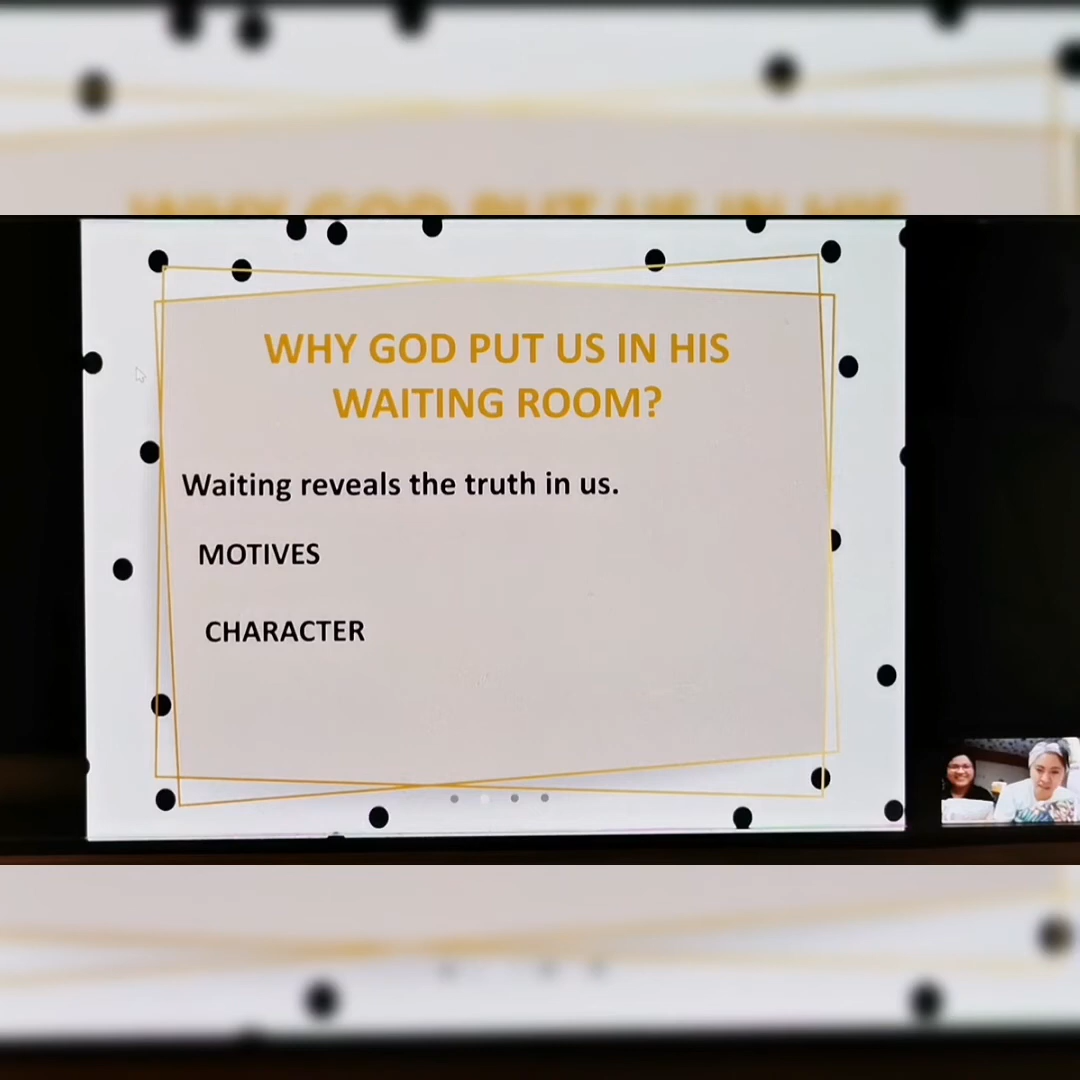 WHY GOD PUT US IN HIS
WAITING ROOM?
Waiting reveals the truth in us.
MOTIVES
CHARACTER